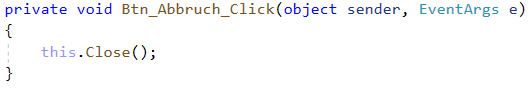 private void Btn_Abbruch_Click(object sender, EventArgs e)
{
    this.Close();
}